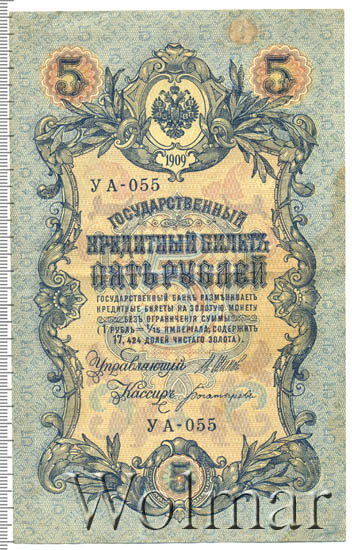 5 5
1909
УА-055
ГОСУДАРСТВЕННЫЙ
КРЕДИТНЫЙ БИЛЕТЪ
ПЯТЬ РУБЛЕЙ
ГОСУДАРСТВЕННЫЙ БАНКЪ РАЗМѢНИВАЕТЪ
КРЕДИТНЫЕ БИЛЕТЫ НА ЗОЛОТУЮ МОНЕТУ
БЕЗЪ ОГРАНИЧЕНІЯ СУММЫ
(1 РУБЛЬ = 1/15 ИМПЕРІАЛА, СОДЕРЖИТЪ
17,424 ДОЛЕЙ ЧИСТАГО ЗОЛОТА).
Управляющій
Кассиръ
УА-055
5
Wolmar